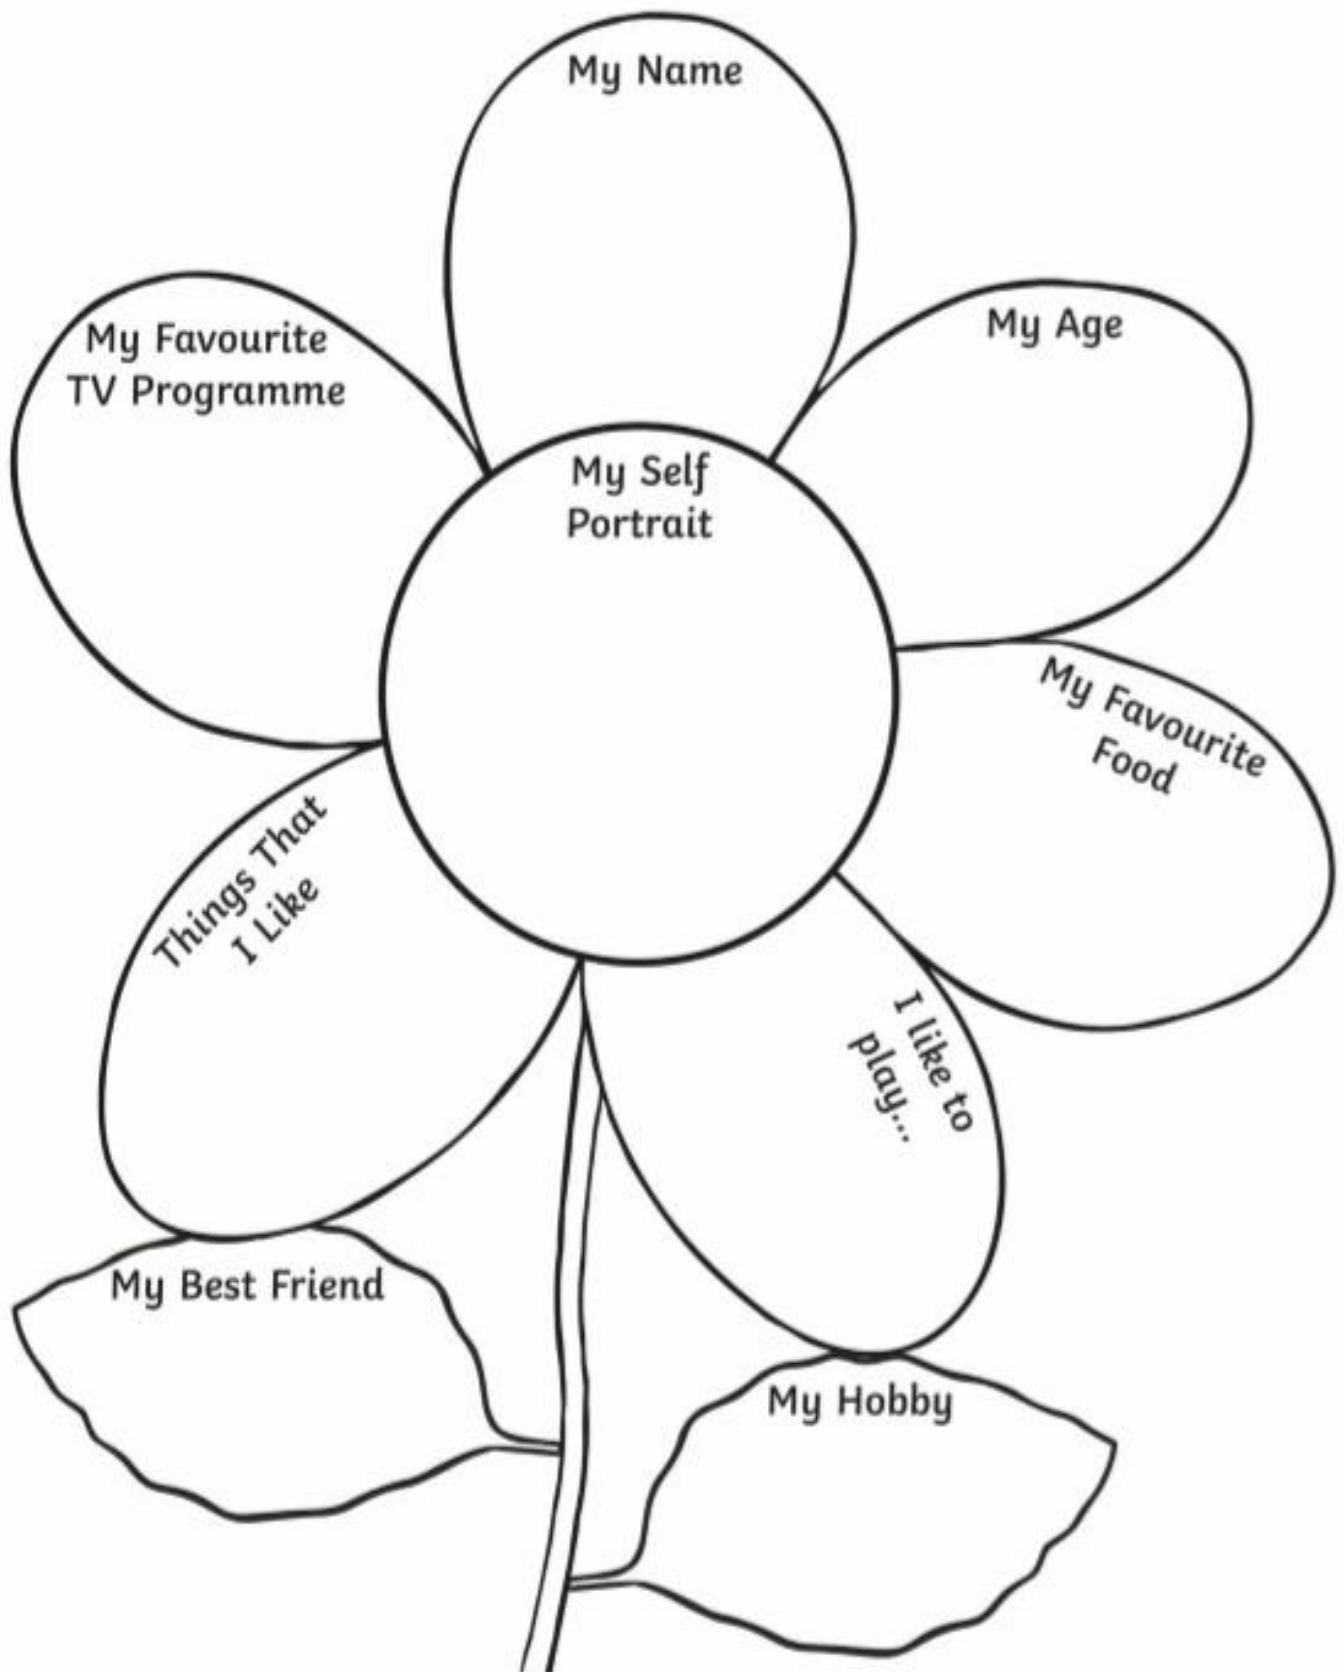 My Name
My Age
My Favourite
TV Programme
My Self
Portrait
My Favourite
Food
Things That
I Like
I like to
play...
My Best Friend
My Hobby